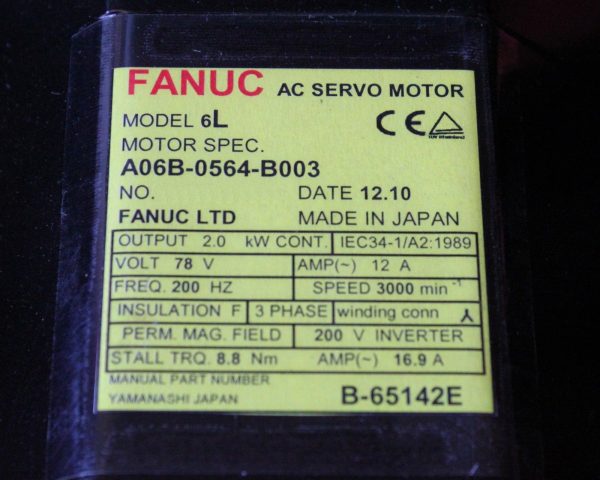 FANUC AC SERVO MOTOR
MODEL 6L
CE TÜV Rheinland
MOTOR SPEC.
A06B-0564-B003
NO. DATE 12.10
FANUC LTD MADE IN JAPAN
OUTPUT 2.0 kW CONT. IEC34-1/A2:1989
VOLT 78 V AMP(~) 12 A
FREQ. 200 HZ SPEED 3000 min⁻¹
INSULATION F 3 PHASE winding conn
PERM. MAG. FIELD 200 V INVERTER
STALL TRQ. 8.8 Nm AMP(~) 16.9 A
MANUAL PART NUMBER
YAMANASHI JAPAN B-65142E